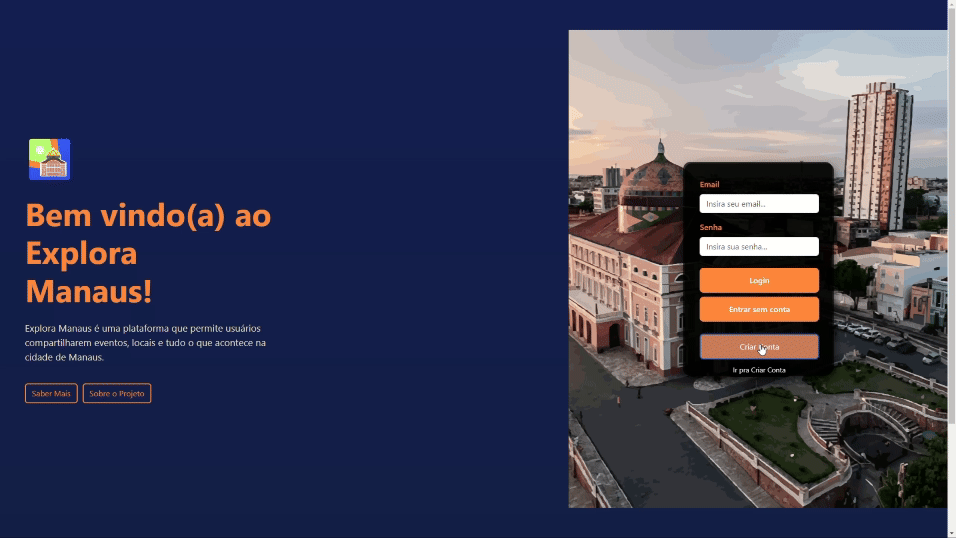 Bem vindo(a) ao
Explora
Manaus!
Explora Manaus é uma plataforma que permite usuários
compartilharem eventos, locais e tudo o que acontece na
cidade de Manaus.
Saber Mais
Sobre o Projeto
Email
Insira seu email...
Senha
Insira sua senha...
Login
Entrar sem conta
Criar Conta
Ir pra Criar Conta